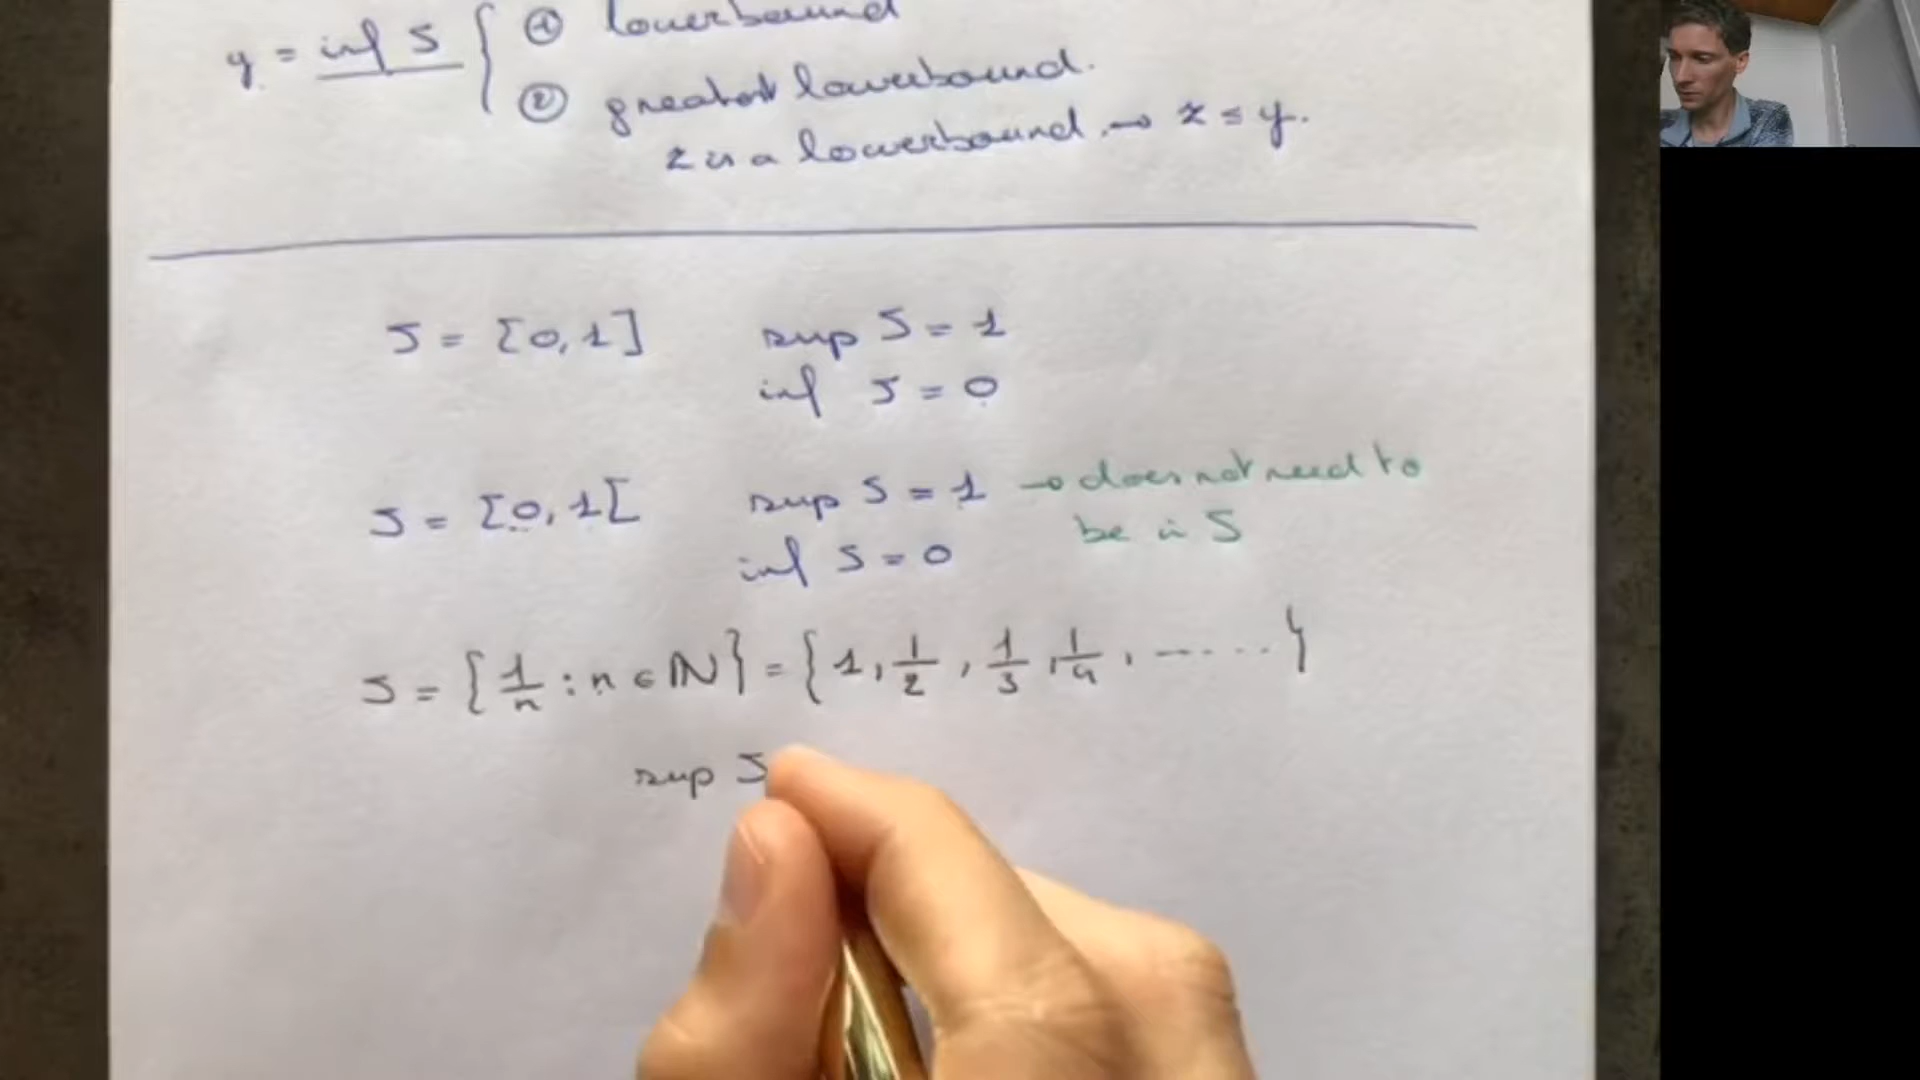 y = inf S { ① lowerbound
② greatest lowerbound.
z is a lowerbound → z ≤ y.
S = [0,1] sup S = 1
inf S = 0
S = [0,1[ sup S = 1 → does not need to
be in S
inf S = 0
S = { 1/n : n ∈ ℕ } = { 1, 1/2, 1/3, 1/4, ...... }
sup S